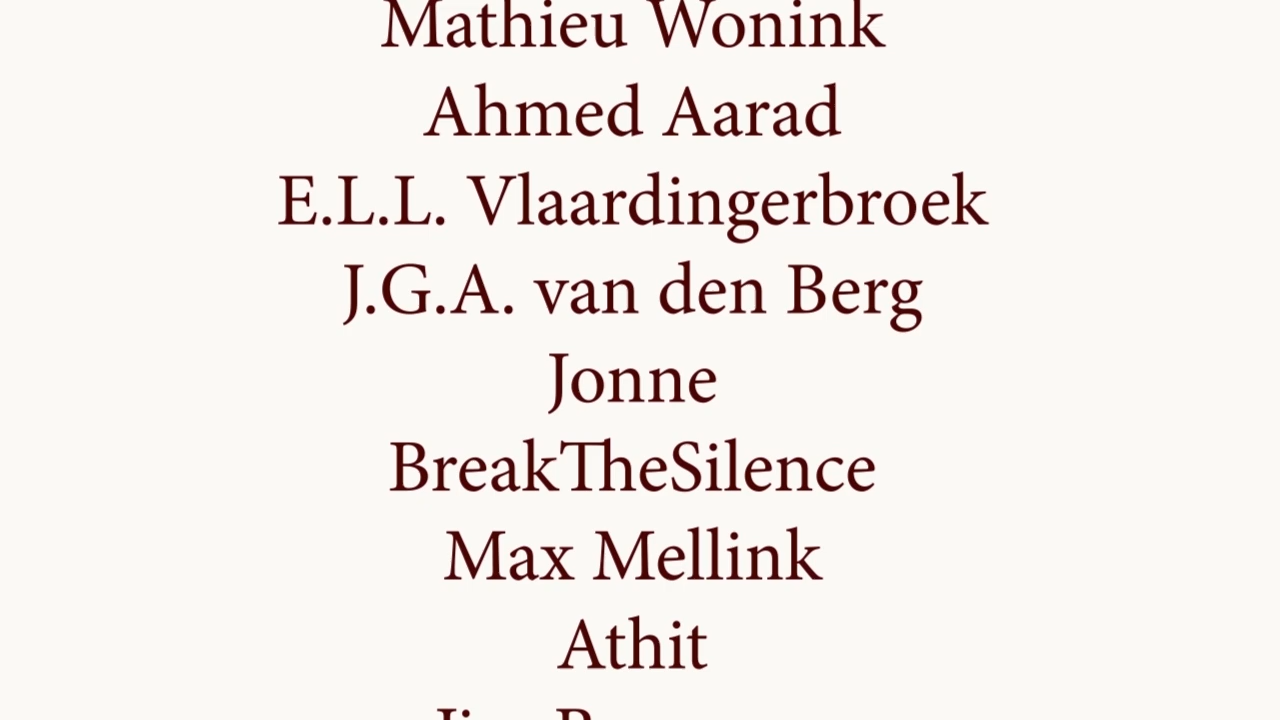 Mathieu Wonink
Ahmed Aarad
E.L.L. Vlaardingerbroek
J.G.A. van den Berg
Jonne
BreakTheSilence
Max Mellink
Athit